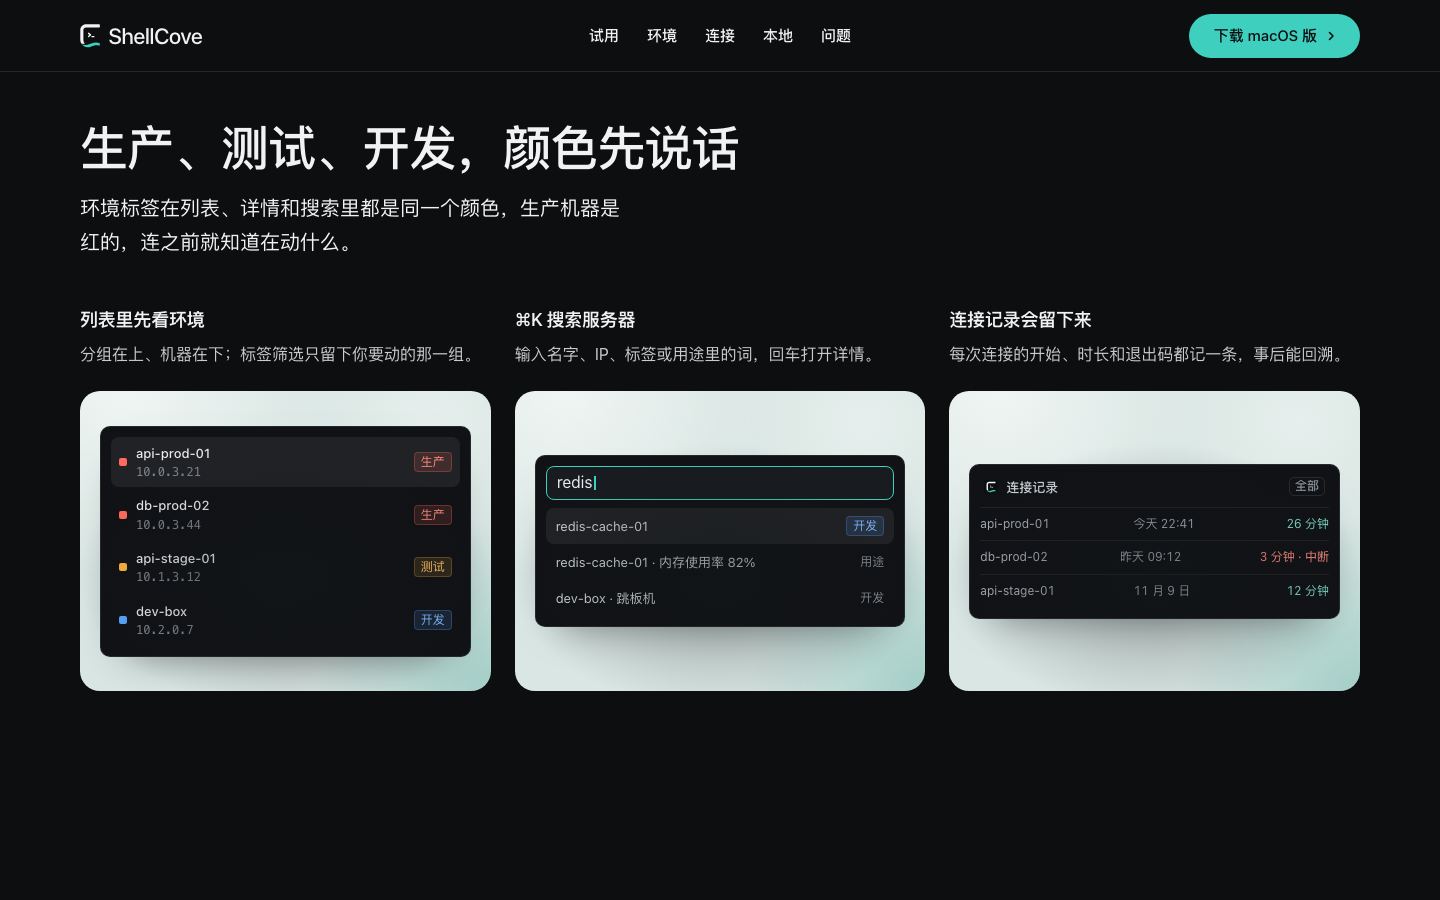 ShellCove
试用
环境
连接
本地
问题
下载 macOS 版
生产、测试、开发，颜色先说话
环境标签在列表、详情和搜索里都是同一个颜色，生产机器是
红的，连之前就知道在动什么。
列表里先看环境
分组在上、机器在下；标签筛选只留下你要动的那一组。
api-prod-01
10.0.3.21
生产
db-prod-02
10.0.3.44
生产
api-stage-01
10.1.3.12
测试
dev-box
10.2.0.7
开发
⌘K 搜索服务器
输入名字、IP、标签或用途里的词，回车打开详情。
redis
redis-cache-01
开发
redis-cache-01 · 内存使用率 82%
用途
dev-box · 跳板机
开发
连接记录会留下来
每次连接的开始、时长和退出码都记一条，事后能回溯。
连接记录
全部
api-prod-01 今天 22:41 26 分钟
db-prod-02 昨天 09:12 3 分钟 · 中断
api-stage-01 11 月 9 日 12 分钟